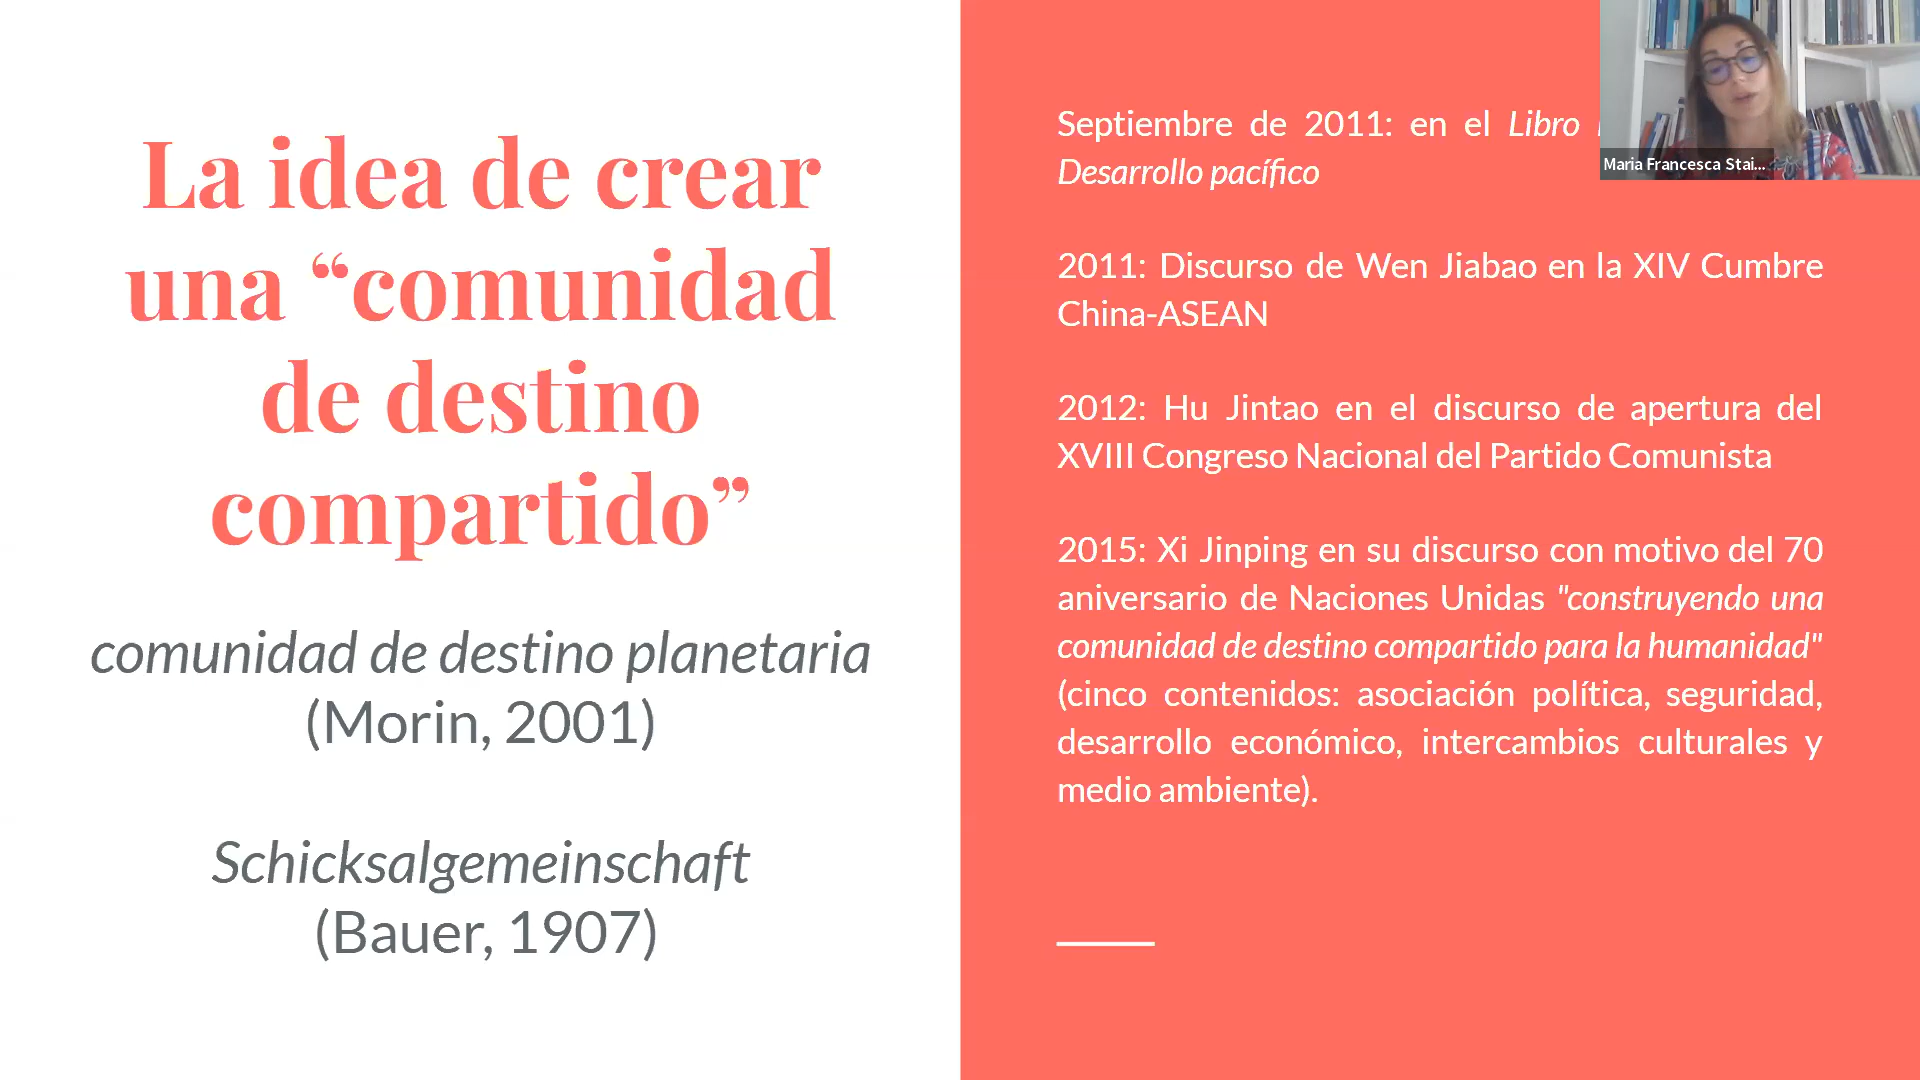 La idea de crear
una “comunidad
de destino
compartido”
comunidad de destino planetaria
(Morin, 2001)
Schicksalgemeinschaft
(Bauer, 1907)
Septiembre de 2011: en el Libro
Desarrollo pacífico
2011: Discurso de Wen Jiabao en la XIV Cumbre
China-ASEAN
2012: Hu Jintao en el discurso de apertura del
XVIII Congreso Nacional del Partido Comunista
2015: Xi Jinping en su discurso con motivo del 70
aniversario de Naciones Unidas "construyendo una
comunidad de destino compartido para la humanidad"
(cinco contenidos: asociación política, seguridad,
desarrollo económico, intercambios culturales y
medio ambiente).
Maria Francesca Stai...